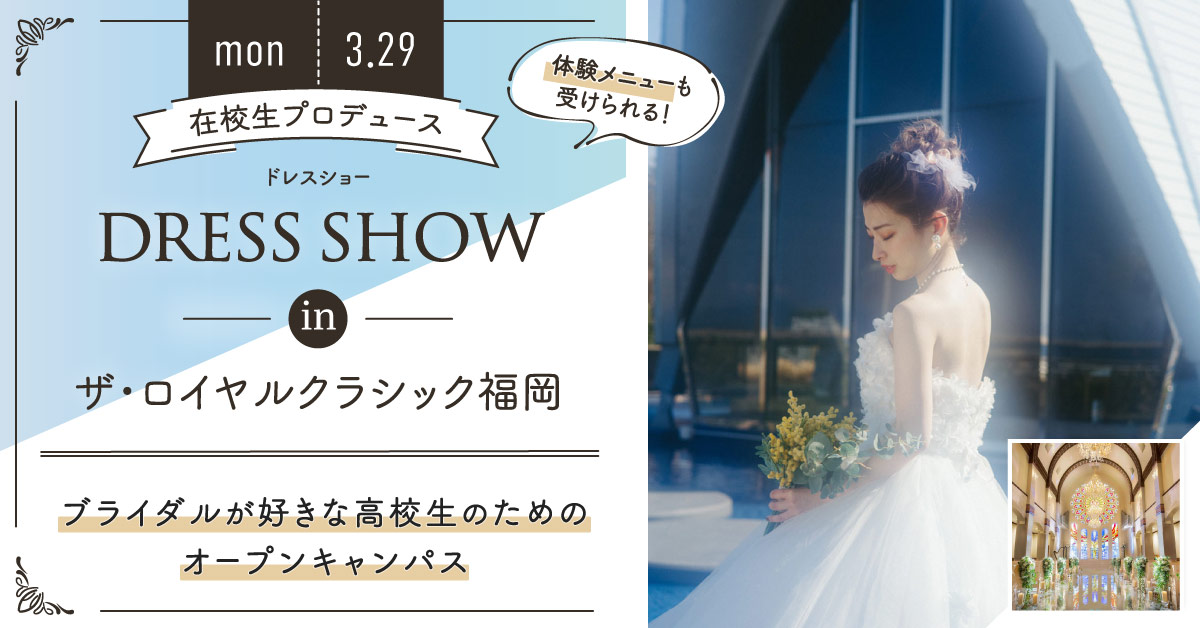 mon 3.29
在校生プロデュース
体験メニューも
受けられる!
ドレスショー
DRESS SHOW
in
ザ・ロイヤルクラシック福岡
ブライダルが好きな高校生のための
オープンキャンパス